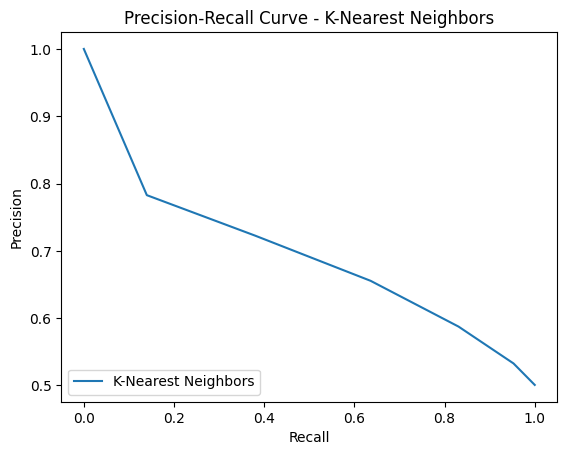 Precision-Recall Curve - K-Nearest Neighbors
1.0
0.9
0.8
0.7
0.6
0.5
Precision
K-Nearest Neighbors
0.0 0.2 0.4 0.6 0.8 1.0
Recall